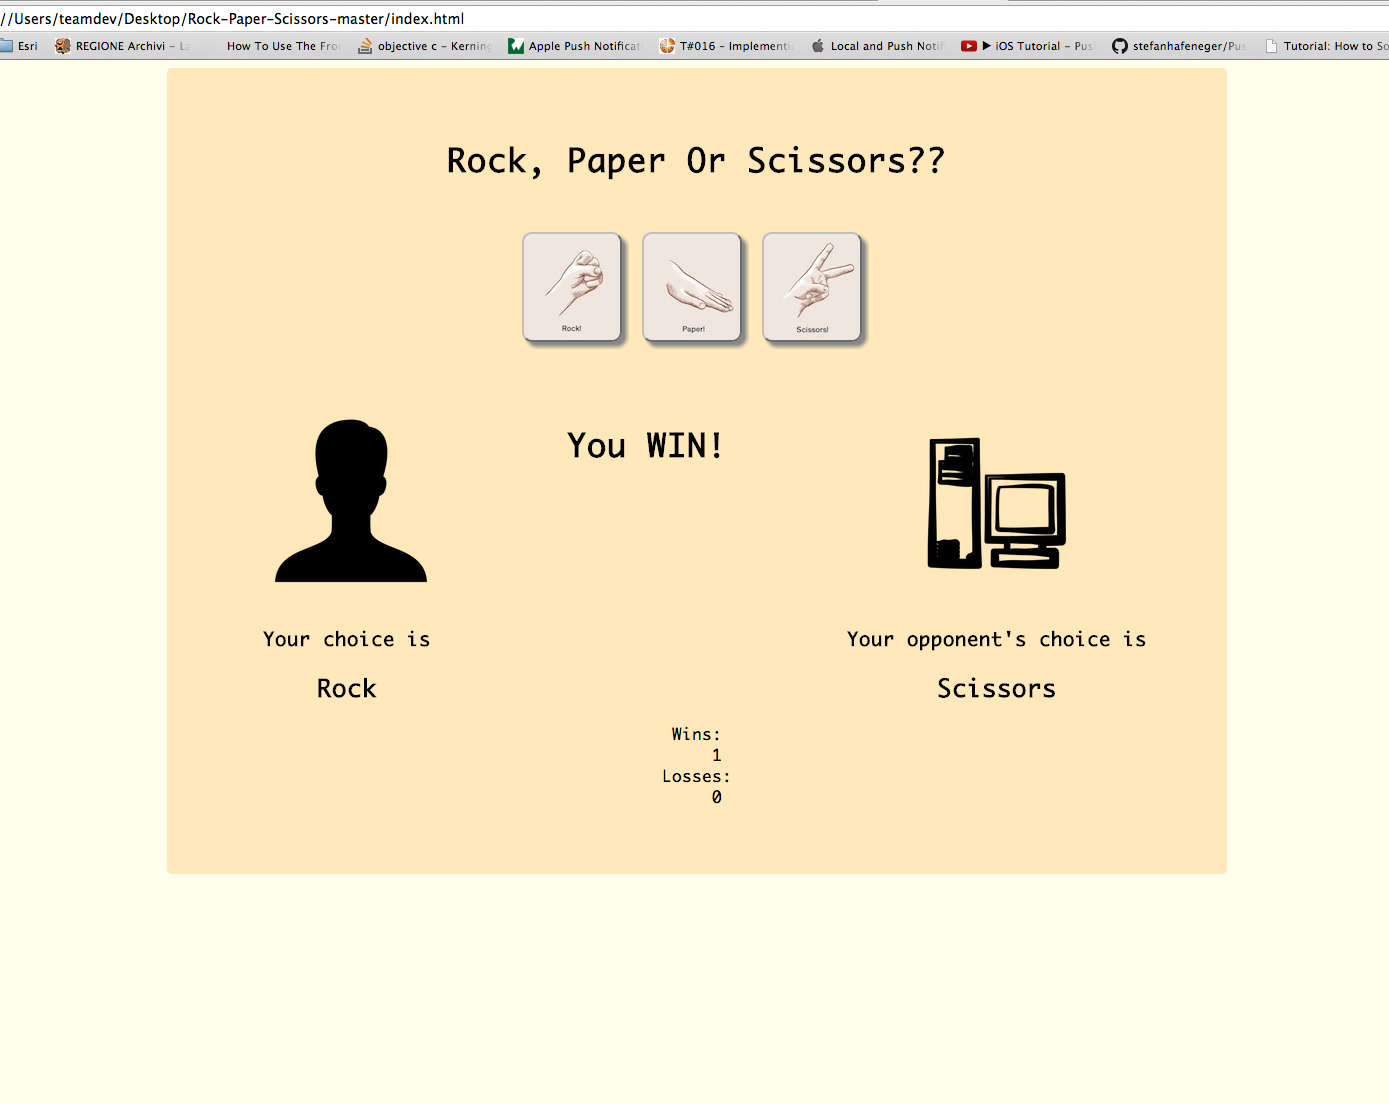 //Users/teamdev/Desktop/Rock-Paper-Scissors-master/index.html
Esri REGIONE Archivi - La How To Use The Fro objective c - Kerning Apple Push Notificat T#016 - Implementi Local and Push Notif ▶ iOS Tutorial - Pus stefanhafeneger/Pus Tutorial: How to So
Rock, Paper Or Scissors??
Rock! Paper! Scissors!
You WIN!
Your choice is Your opponent's choice is
Rock Scissors
Wins:
1
Losses:
0